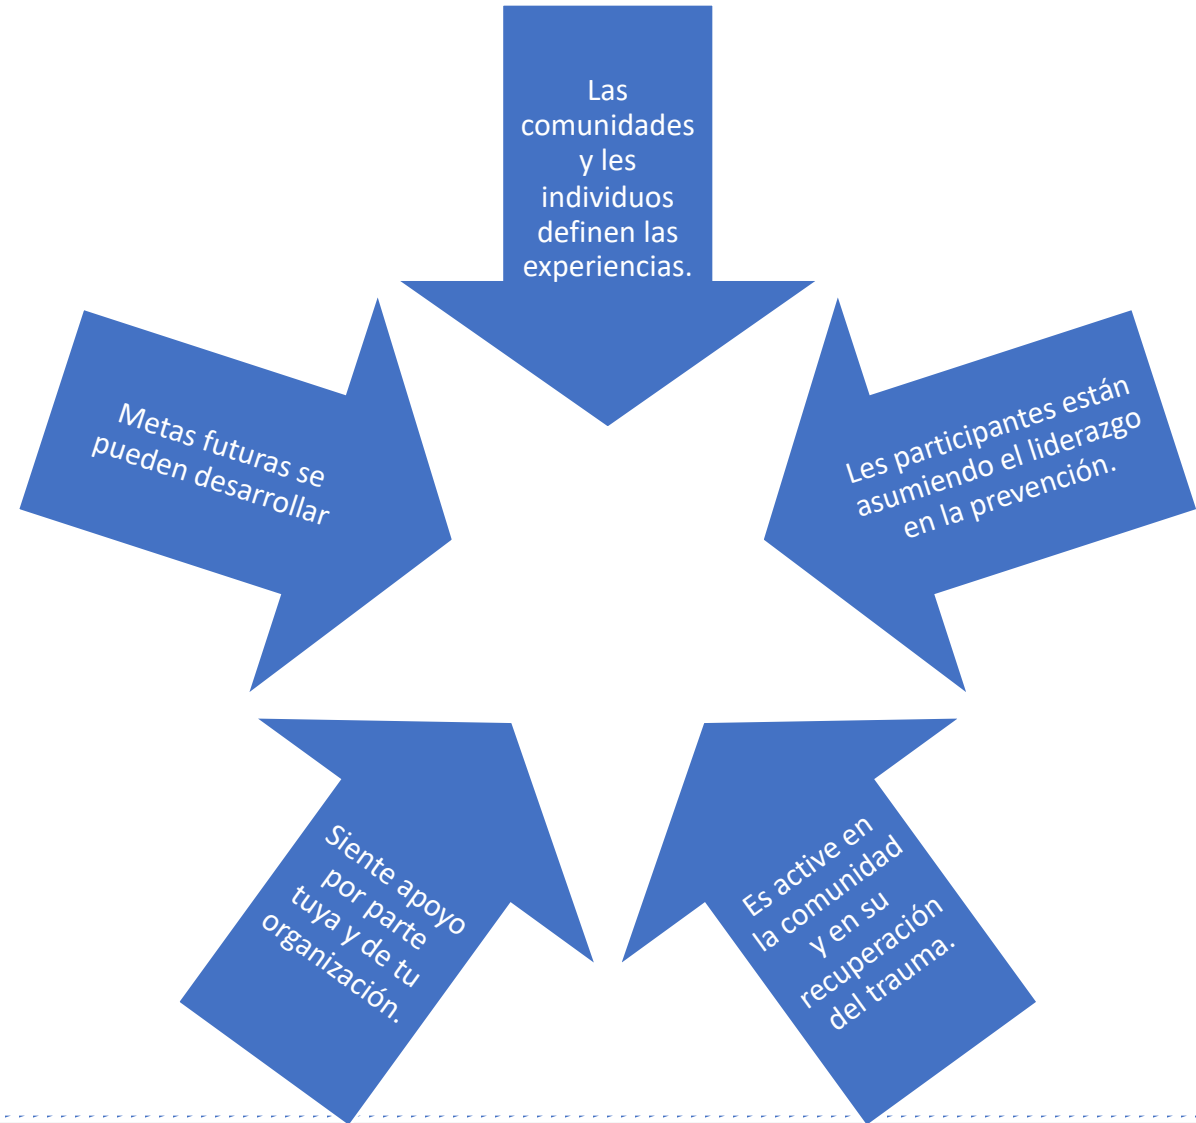 Las
comunidades
y les
individuos
definen las
experiencias.
Les participantes están
asumiendo el liderazgo
en la prevención.
Es active en
la comunidad
y en su
recuperación
del trauma.
Siente apoyo
por parte
tuya y de tu
organización.
Metas futuras se
pueden desarrollar